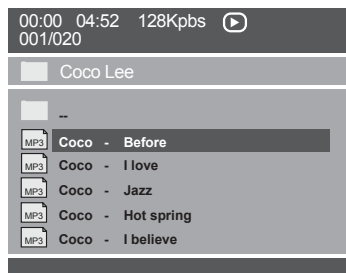 00:00 04:52 128Kpbs
001/020
Coco Lee
--
MP3 Coco - Before
MP3 Coco - I love
MP3 Coco - Jazz
MP3 Coco - Hot spring
MP3 Coco - I believe